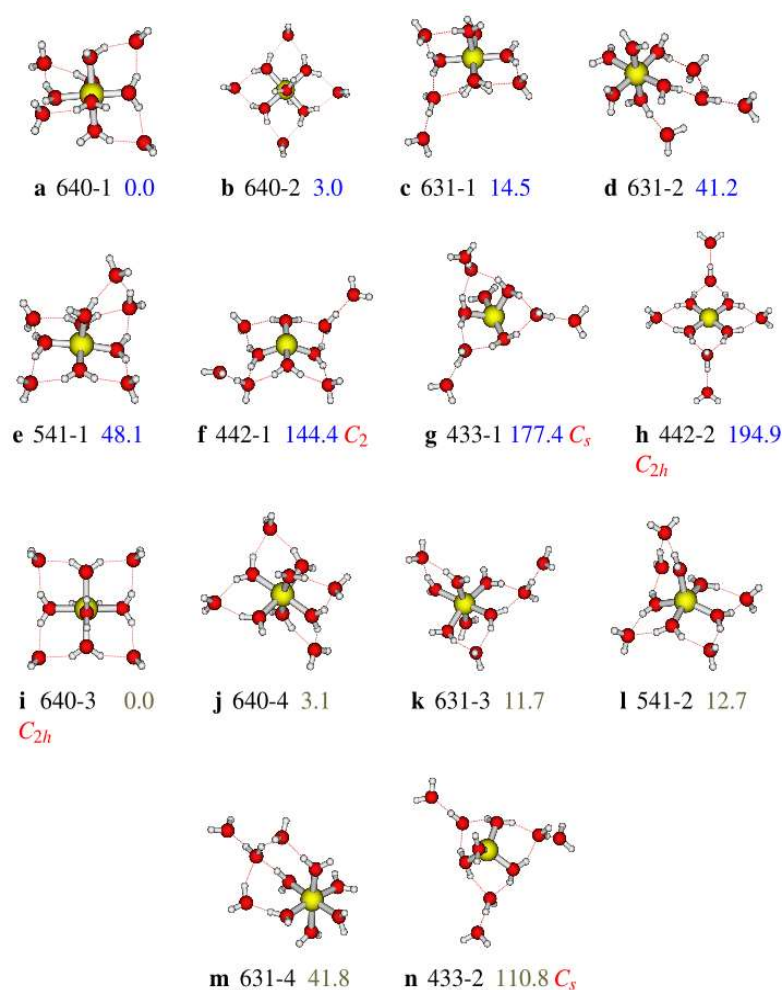 a 640-1 0.0 b 640-2 3.0 c 631-1 14.5 d 631-2 41.2
e 541-1 48.1 f 442-1 144.4 C2 g 433-1 177.4 Cs h 442-2 194.9
C2h
i 640-3 0.0 j 640-4 3.1 k 631-3 11.7 l 541-2 12.7
C2h
m 631-4 41.8 n 433-2 110.8 Cs